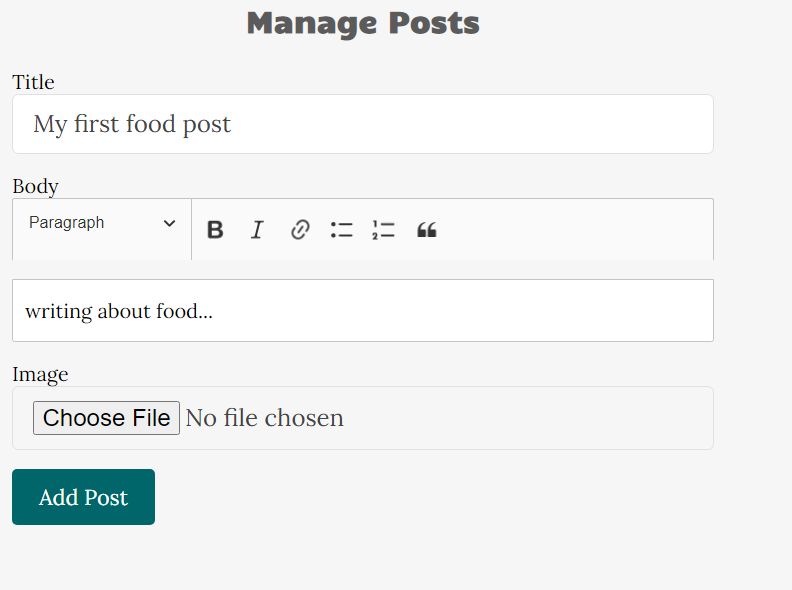 Manage Posts
Title
My first food post
Body
Paragraph B I
writing about food...
Image
Choose File No file chosen
Add Post